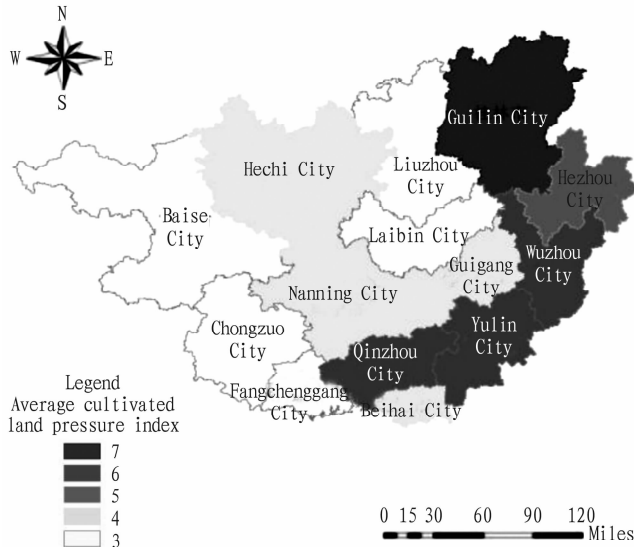 N
W E
S
Guilin City
Hechi City
Liuzhou
City
Hezhou
City
Baise
City
Laibin City
Wuzhou
City
Guigang
City
Nanning City
Chongzuo
City
Yulin
City
Qinzhou
City
Fangchenggang
City
Beihai City
Legend
Average cultivated
land pressure index
7
6
5
4
3
0 15 30 60 90 120
Miles